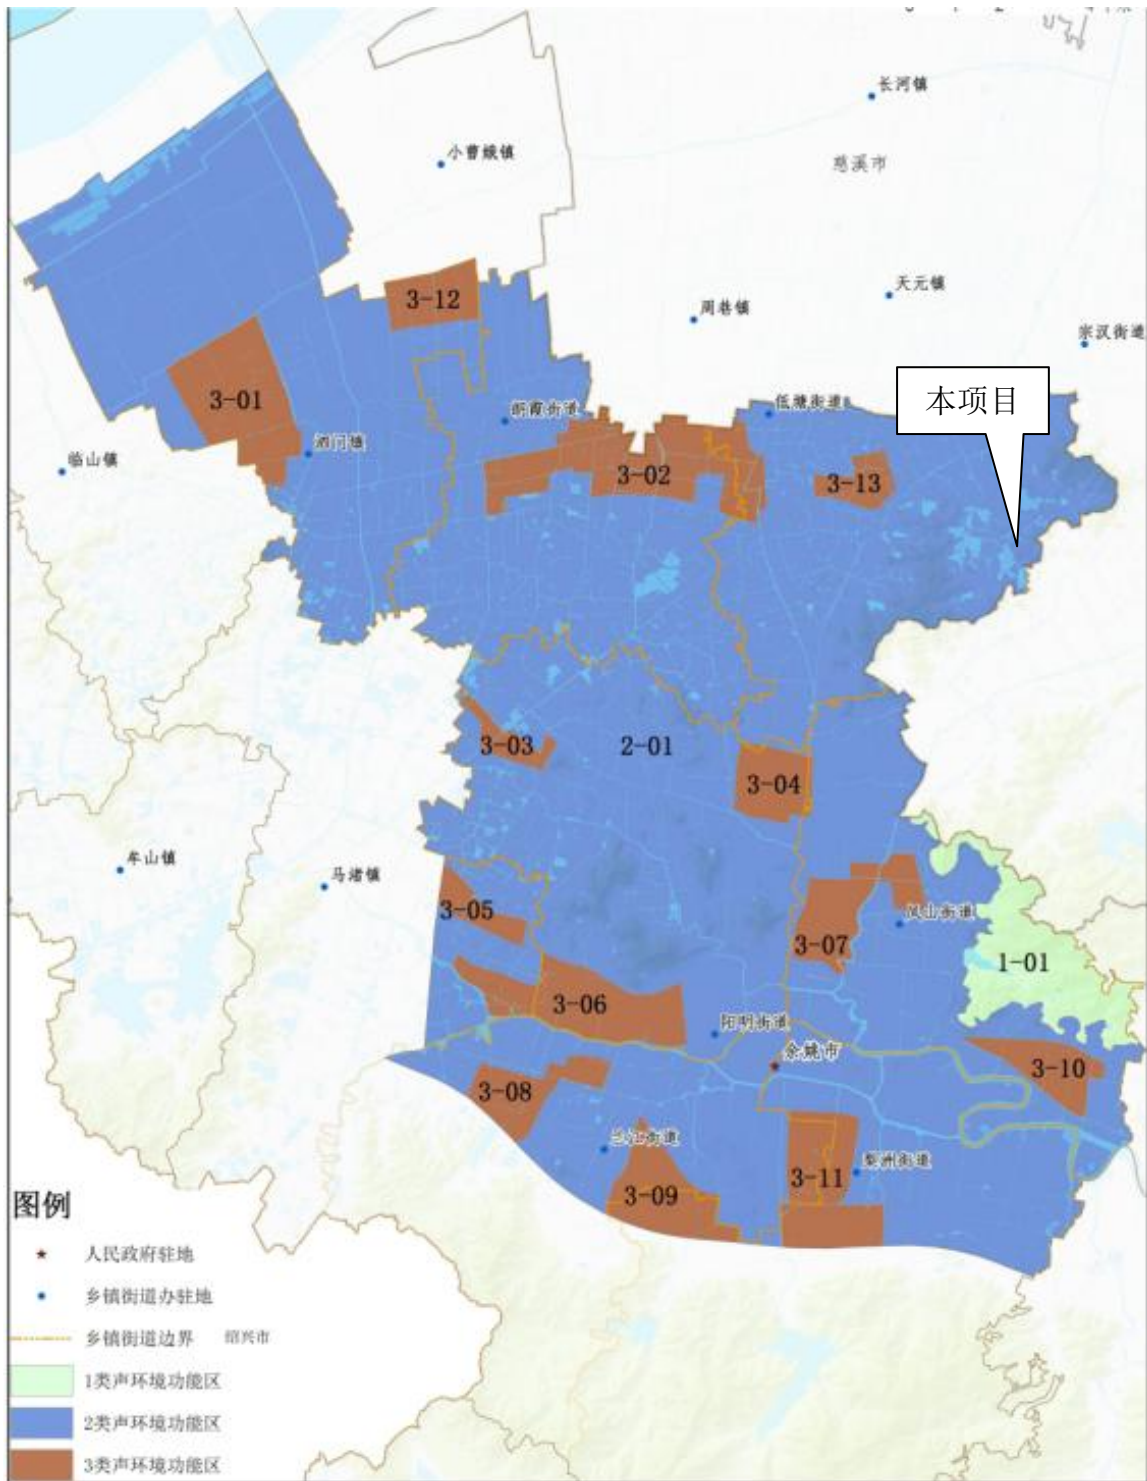 长河镇
小曹娥镇
慈溪市
天元镇
3-12
周巷镇
宗汉街道
3-01
朗霞街道
低塘街道
本项目
泗门镇
临山镇
3-02
3-13
3-03
2-01
3-04
牟山镇
马渚镇
3-05
凤山街道
3-07
1-01
3-06
阳明街道
余姚市
3-10
3-08
兰江街道
梨洲街道
3-11
3-09
图例
人民政府驻地
乡镇街道办驻地
乡镇街道边界
绍兴市
1类声环境功能区
2类声环境功能区
3类声环境功能区